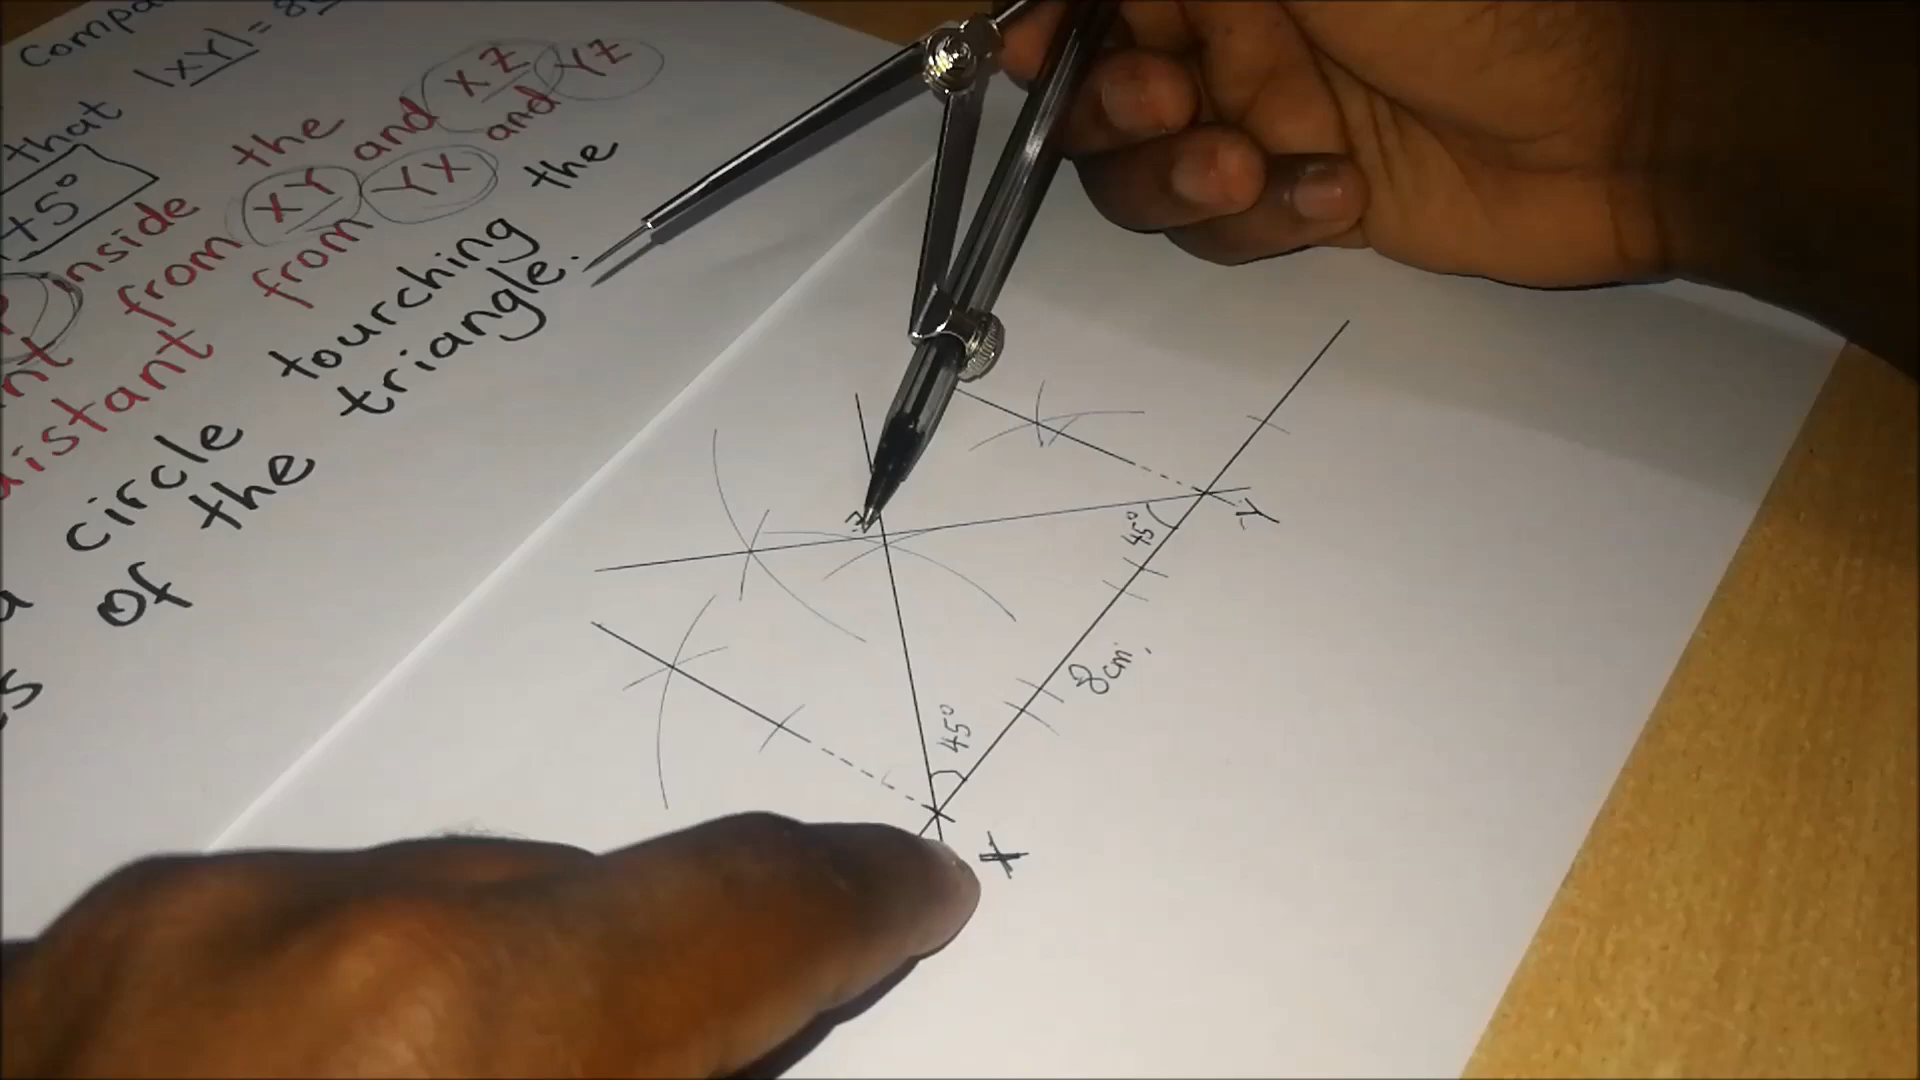 Compa
that |XY| = 8
45°
inside the
from XY and XZ
distant from YX and YZ
circle tourching the
of the triangle.
Z
Y
45°
8cm.
45°
X